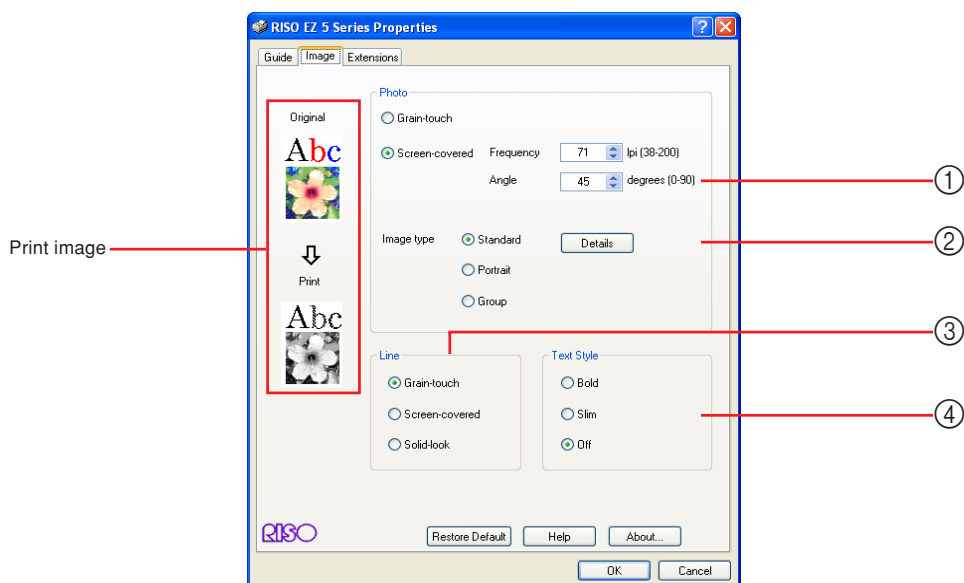 RISO EZ 5 Series Properties
Guide Image Extensions
Original
Abc
Print
Abc
Print image
Photo
Grain-touch
Screen-covered Frequency 71 lpi (38-200)
Angle 45 degrees (0-90)
①
Image type Standard Details
②
Portrait
Group
③
Line
Grain-touch
Screen-covered
Solid-look
Text Style
Bold
Slim
④
Off
RISO
Restore Default Help About...
OK Cancel